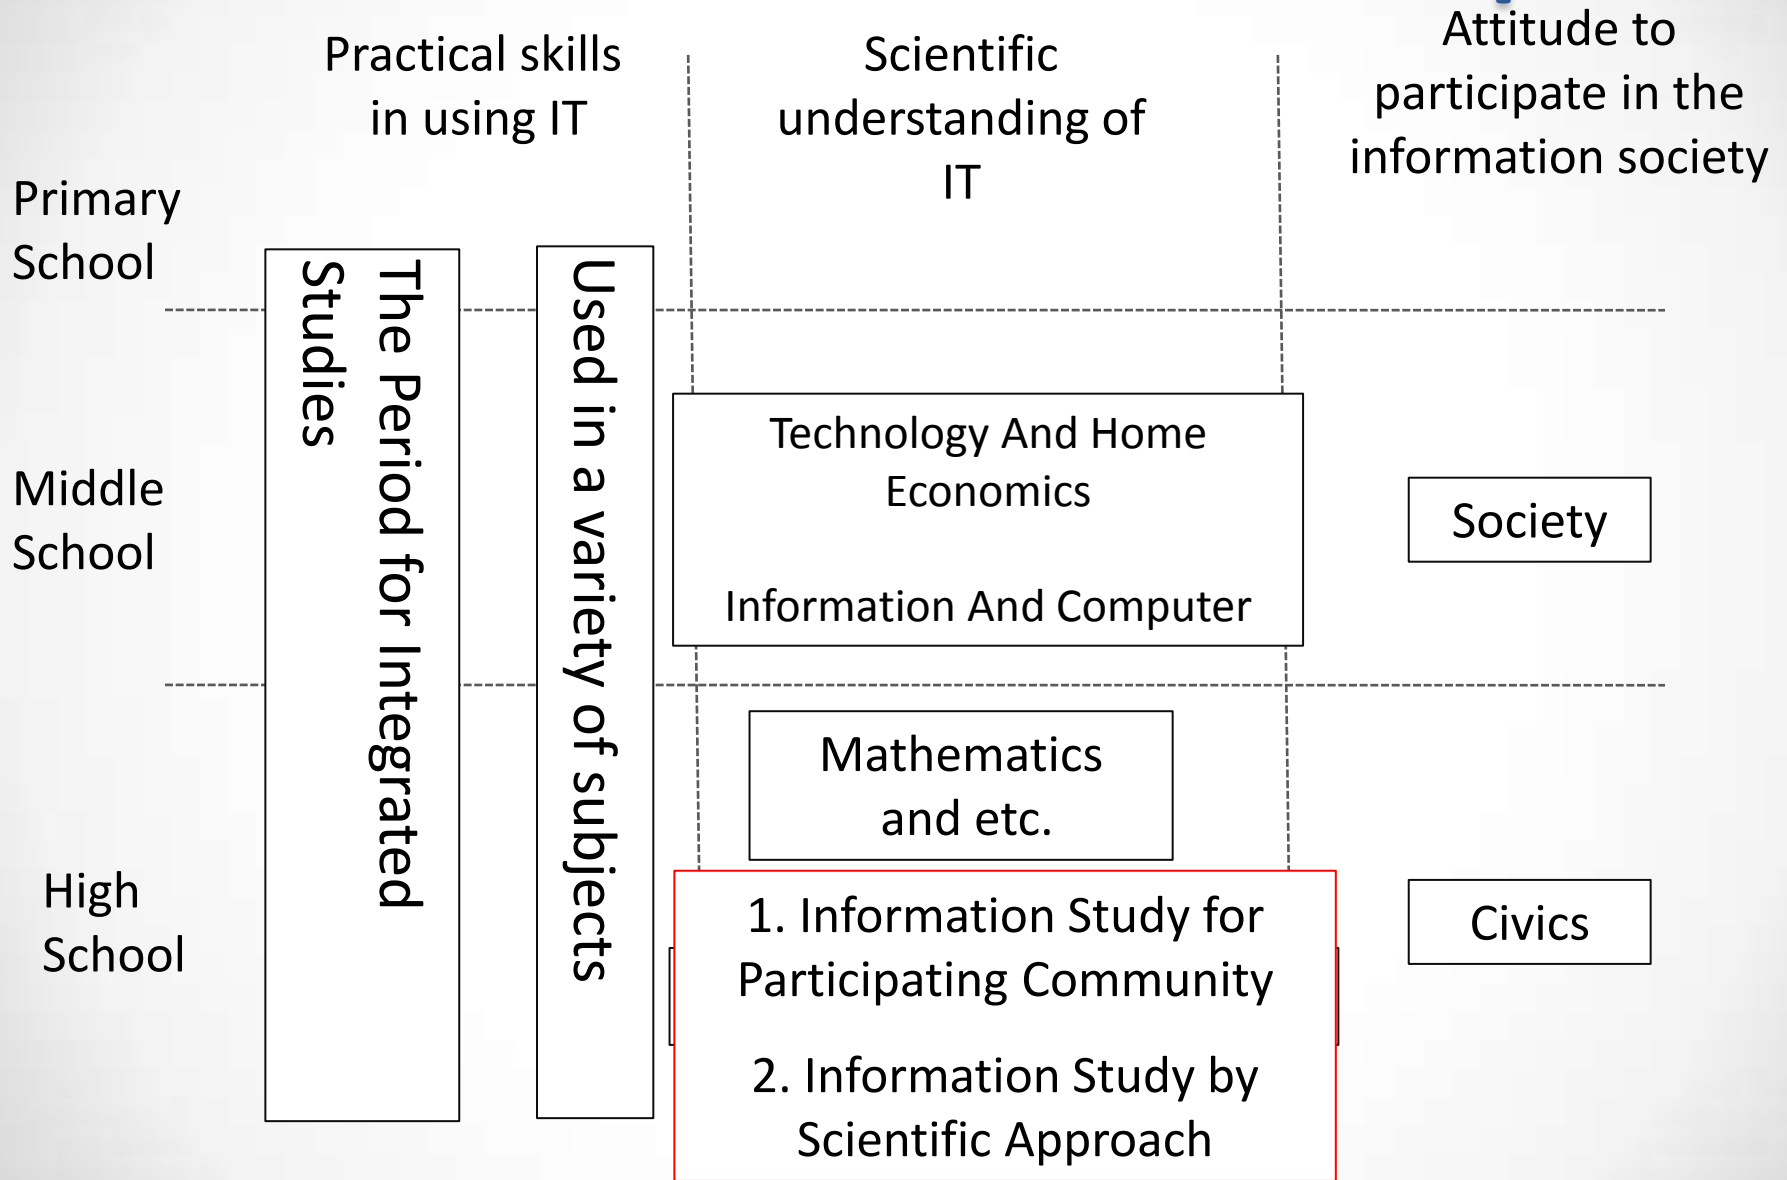 Practical skills
in using IT
Scientific
understanding of
IT
Attitude to
participate in the
information society
Primary
School
The Period for Integrated
Studies
Used in a variety of subjects
Middle
School
Technology And Home
Economics
Information And Computer
Society
High
School
Mathematics
and etc.
1. Information Study for
Participating Community
2. Information Study by
Scientific Approach
Civics